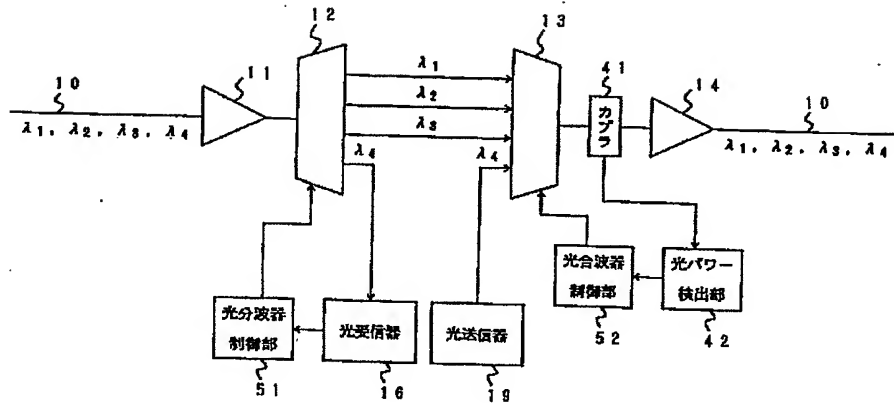 12
13
λ1
41
14
10
11
カプラ
10
λ2
λ1, λ2, λ3, λ4
λ3
λ1, λ2, λ3, λ4
λ4
λ4
光合波器
制御部
光パワー
検出部
光分波器
制御部
光受信器
光送信器
52
42
51
16
19